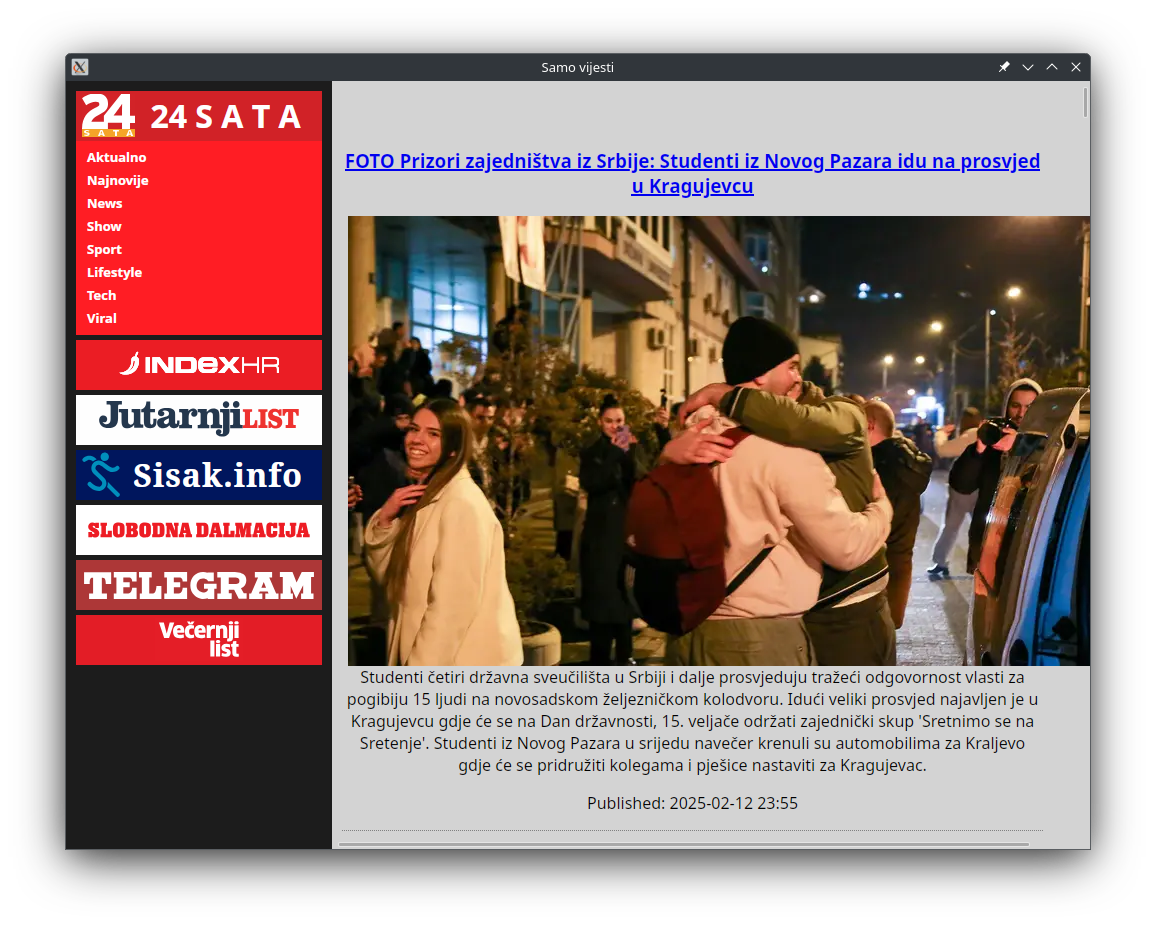 Samo vijesti
24 SATA
24 SATA
Aktualno
Najnovije
News
Show
Sport
Lifestyle
Tech
Viral
INDEXHR
JutarnjiLIST
Sisak.info
SLOBODNA DALMACIJA
TELEGRAM
Večernji
list
FOTO Prizori zajedništva iz Srbije: Studenti iz Novog Pazara idu na prosvjed
u Kragujevcu
Studenti četiri državna sveučilišta u Srbiji i dalje prosvjeduju tražeći odgovornost vlasti za
pogibiju 15 ljudi na novosadskom željezničkom kolodvoru. Idući veliki prosvjed najavljen je u
Kragujevcu gdje će se na Dan državnosti, 15. veljače održati zajednički skup 'Sretnimo se na
Sretenje'. Studenti iz Novog Pazara u srijedu navečer krenuli su automobilima za Kraljevo
gdje će se pridružiti kolegama i pješice nastaviti za Kragujevac.
Published: 2025-02-12 23:55